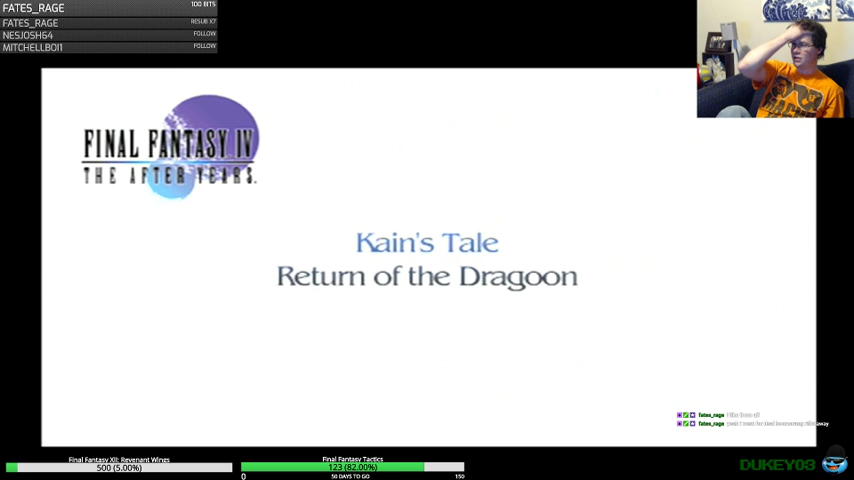 FATES_RAGE 100 BITS
FATES_RAGE RESUB X7
NESJOSH64 FOLLOW
MITCHELLBOI1 FOLLOW
FINAL FANTASY IV
THE AFTER YEARS.
Kain's Tale
Return of the Dragoon
fates_rage
fates_rage
Final Fantasy XII: Revenant Wings
500 (5.00%)
Final Fantasy Tactics
123 (82.00%)
0 50 DAYS TO GO 150
DUKEY03